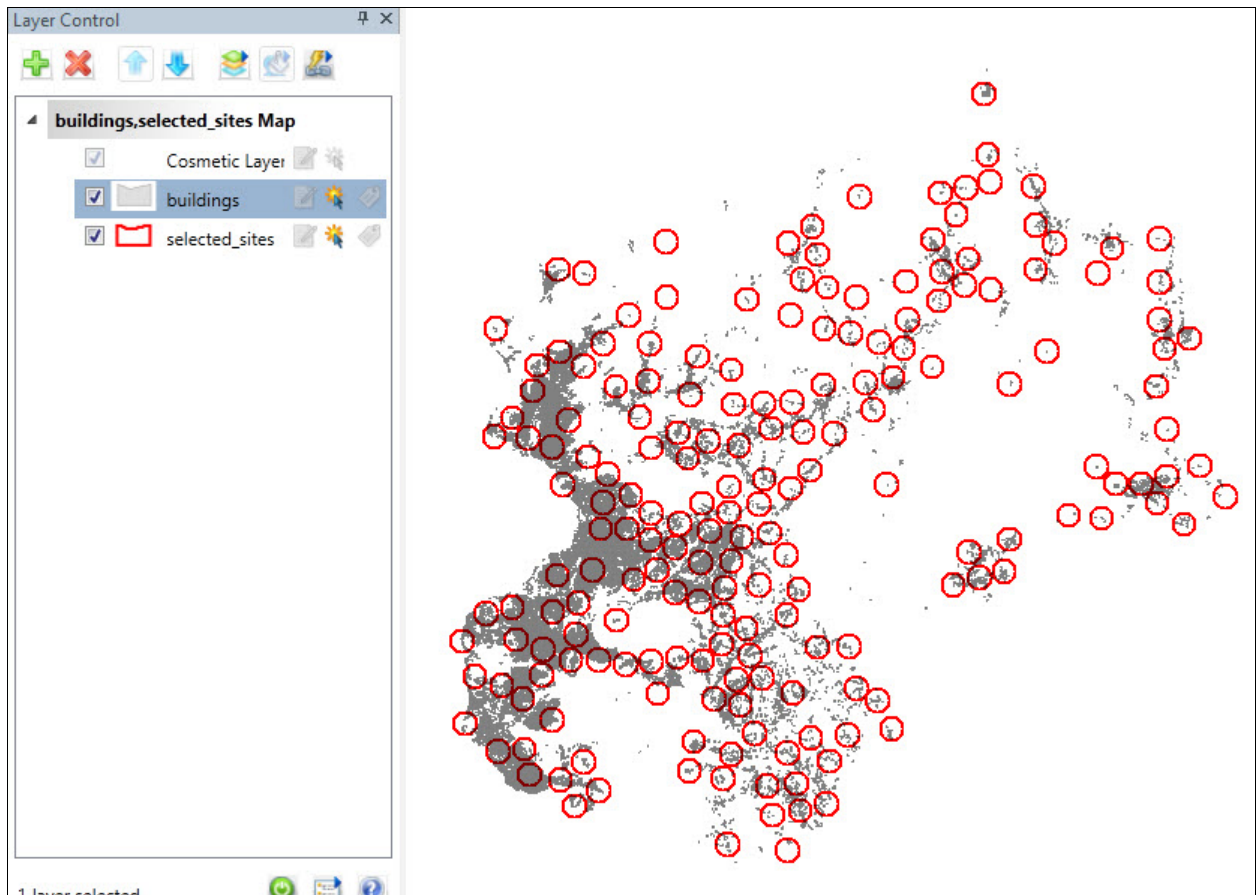 Layer Control
buildings,selected_sites Map
Cosmetic Layer
buildings
selected_sites
1 layer selected